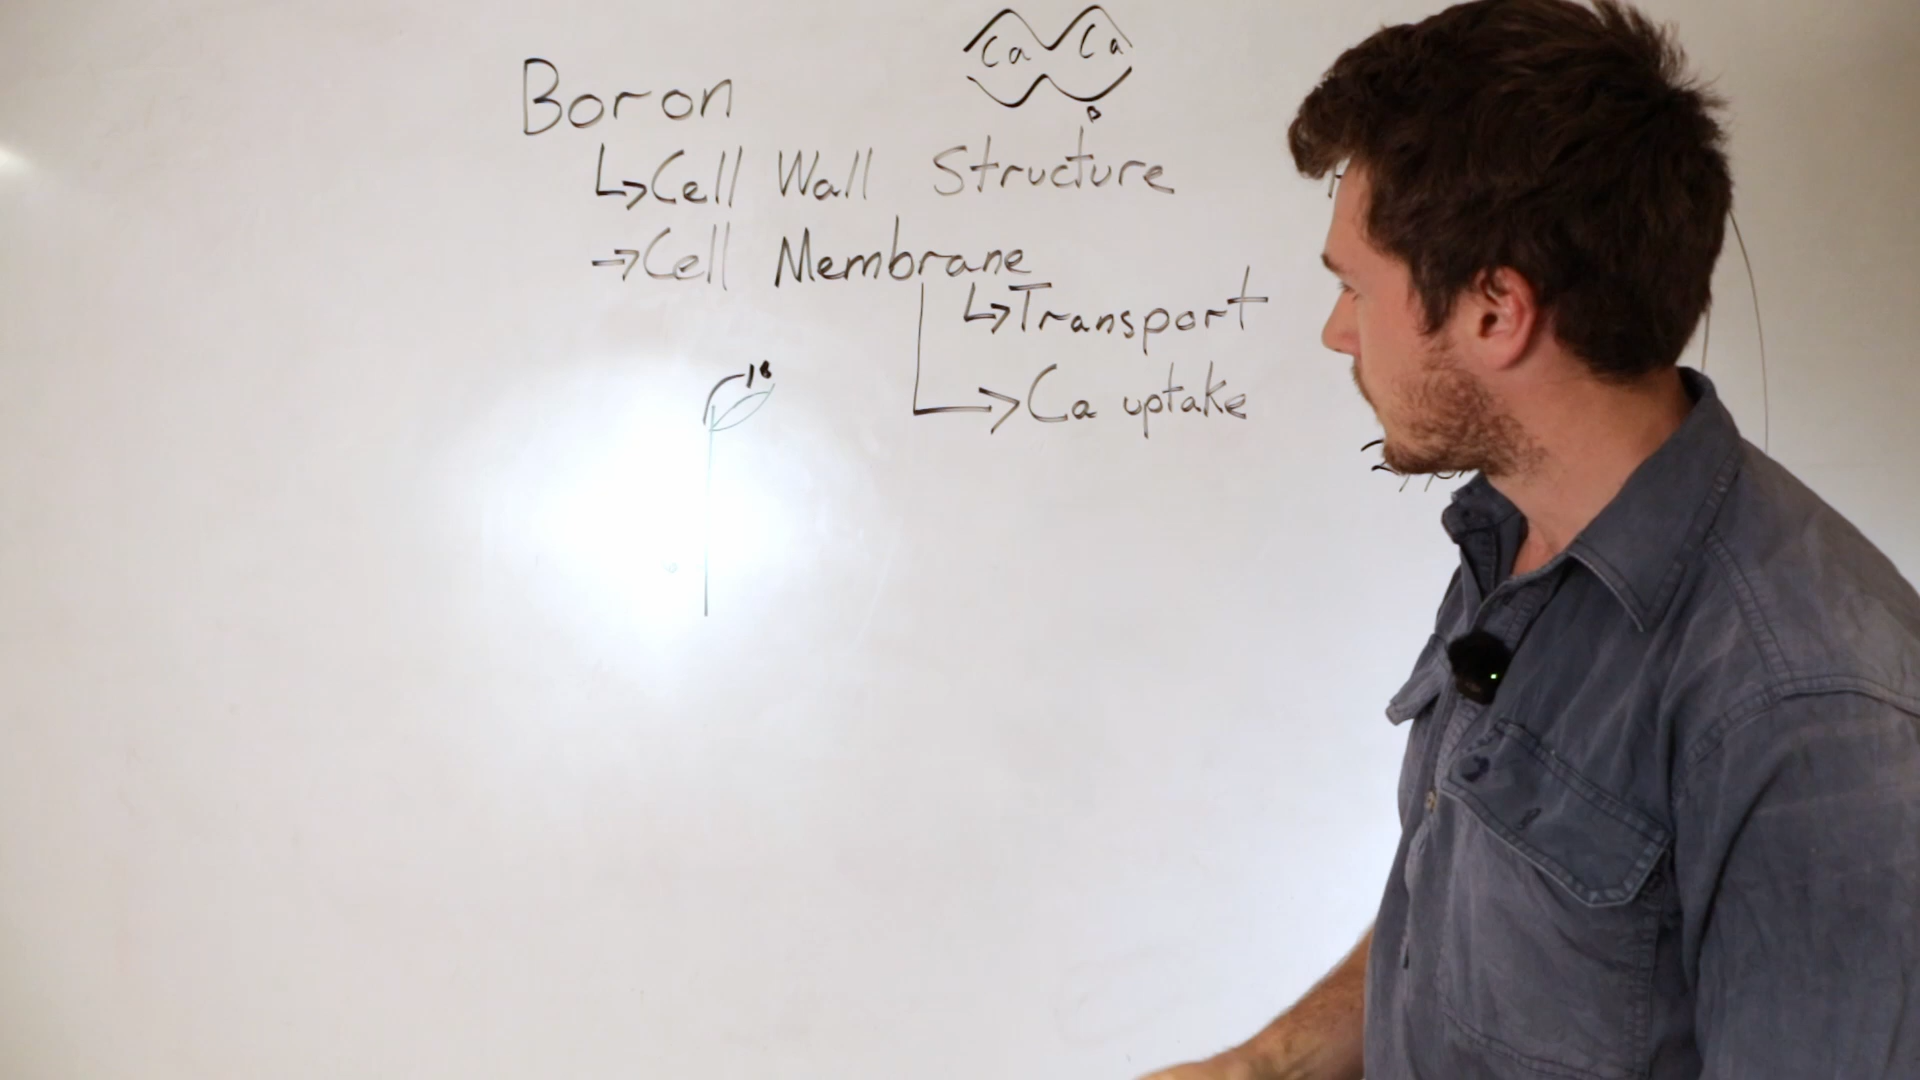 Ca Ca
Boron
↳Cell Wall Structure
→Cell Membrane
↳Transport
→Ca uptake